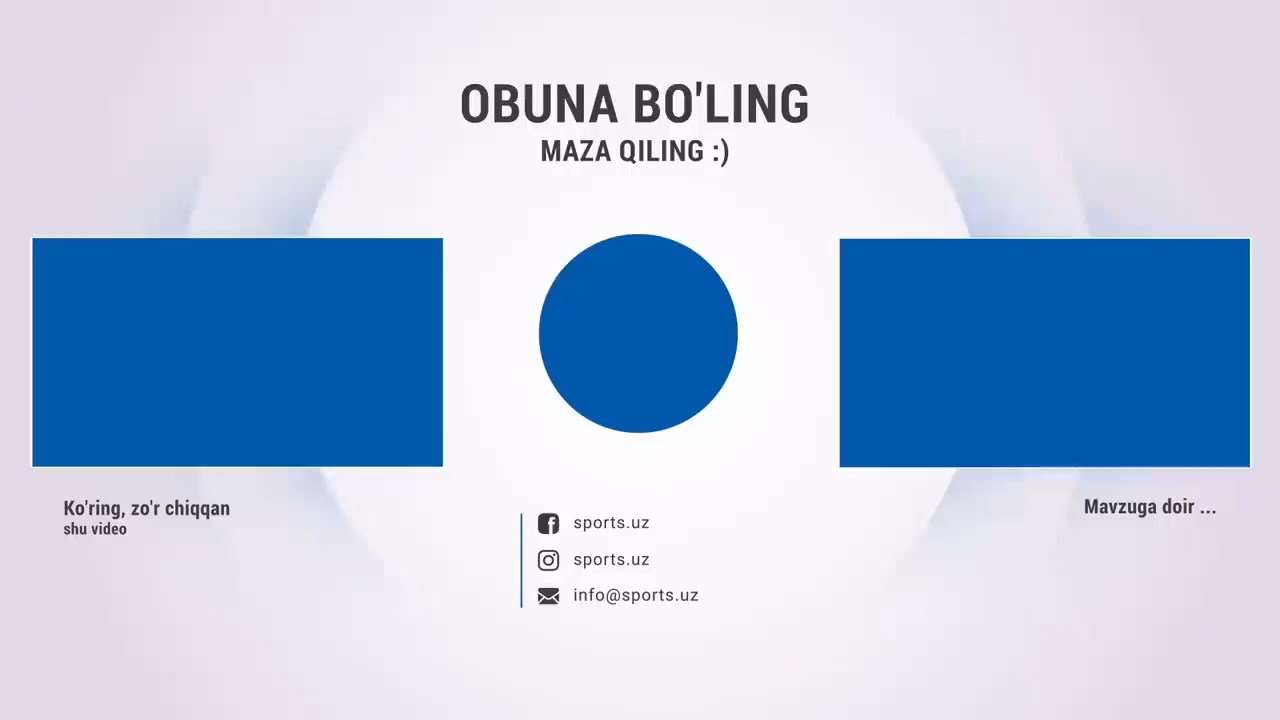 OBUNA BO'LING
MAZA QILING :)
Ko'ring, zo'r chiqqan
shu video
Mavzuga doir ...
sports.uz
sports.uz
info@sports.uz